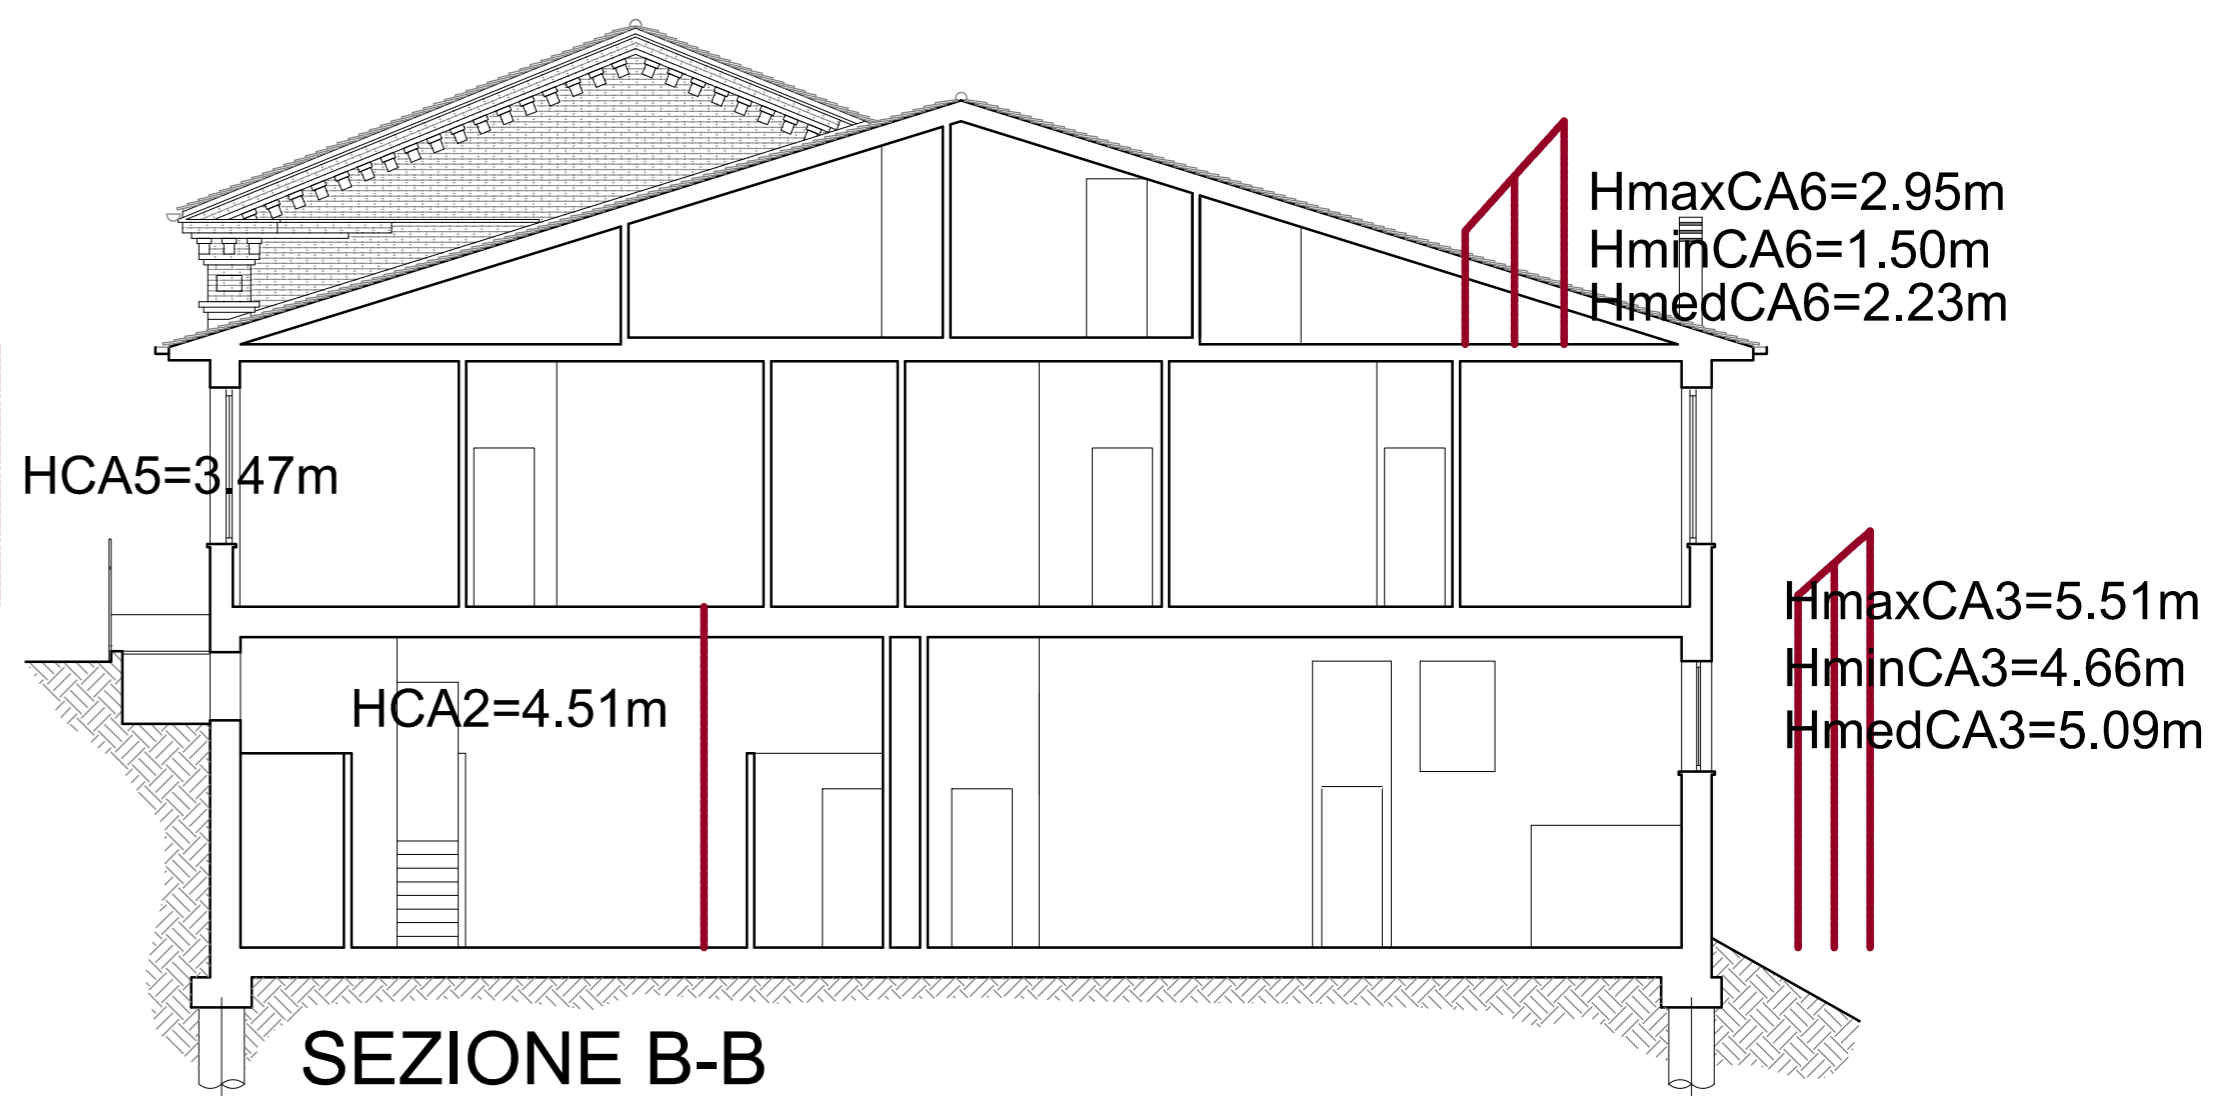 HmaxCA6=2.95m
HminCA6=1.50m
HmedCA6=2.23m
HCA5=3.47m
HmaxCA3=5.51m
HminCA3=4.66m
HmedCA3=5.09m
HCA2=4.51m
SEZIONE B-B